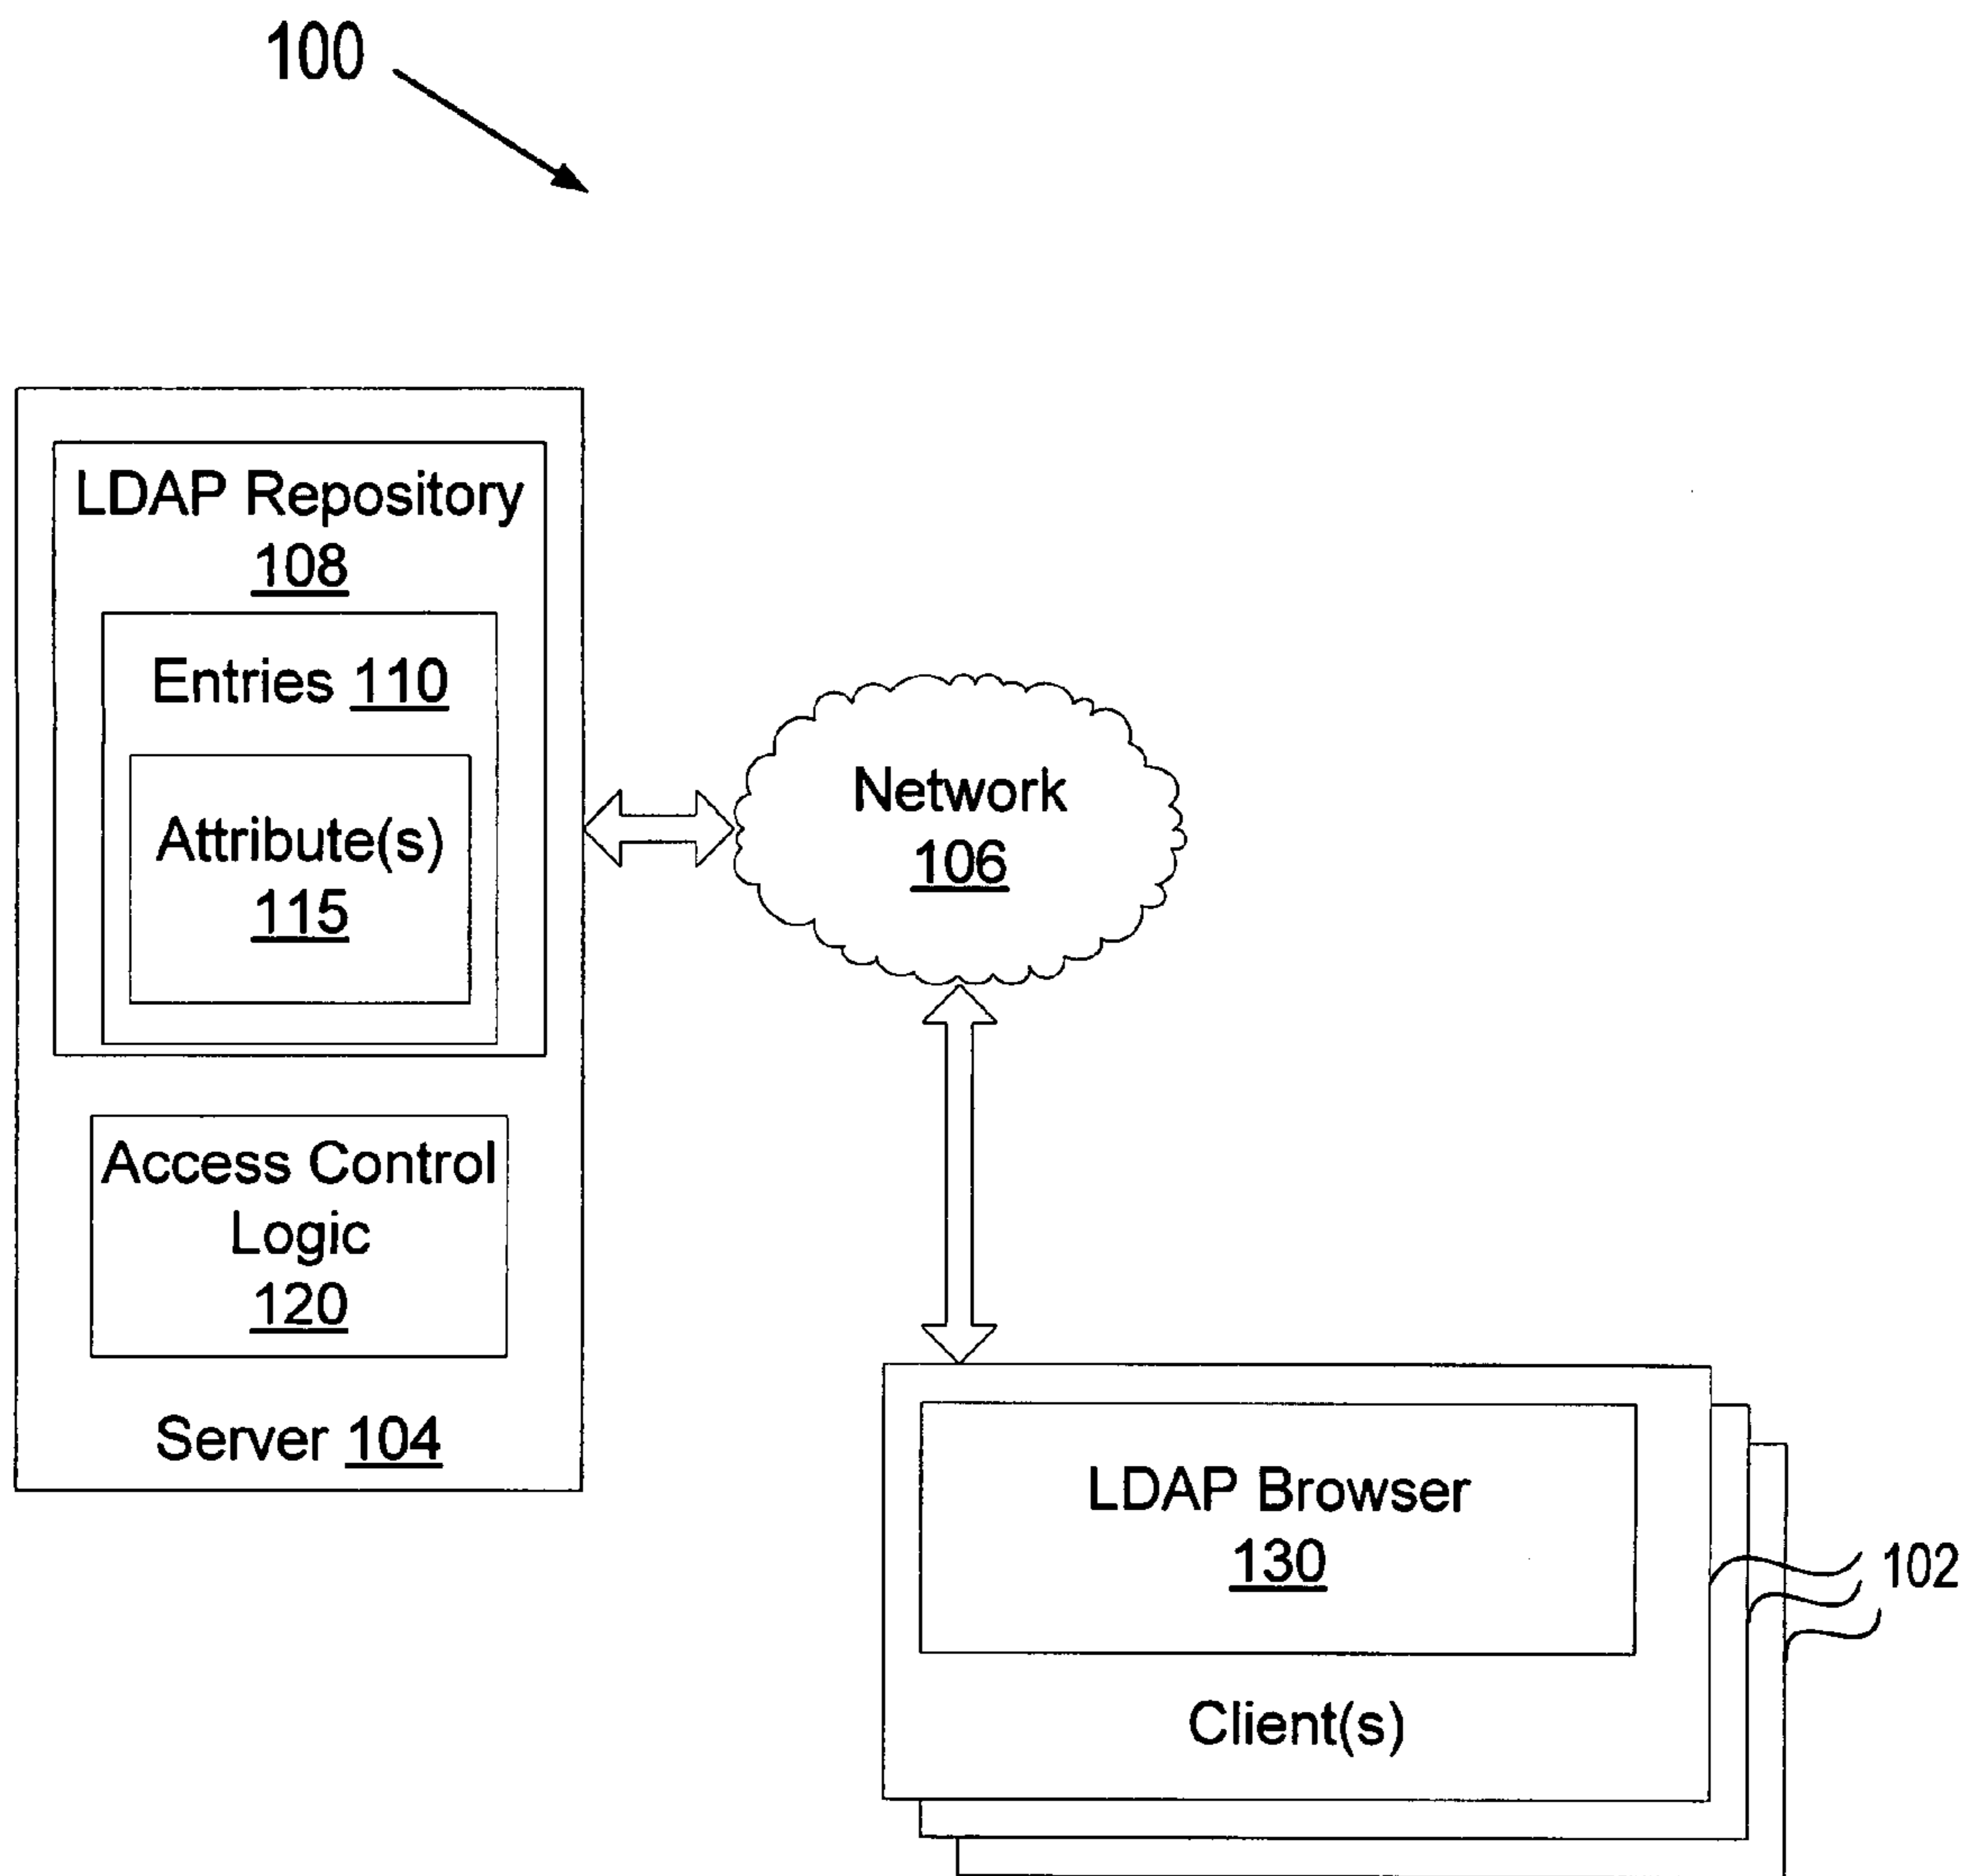 100
LDAP Repository
108
Entries 110
Attribute(s)
115
Access Control
Logic
120
Server 104
Network
106
LDAP Browser
130
Client(s)
102